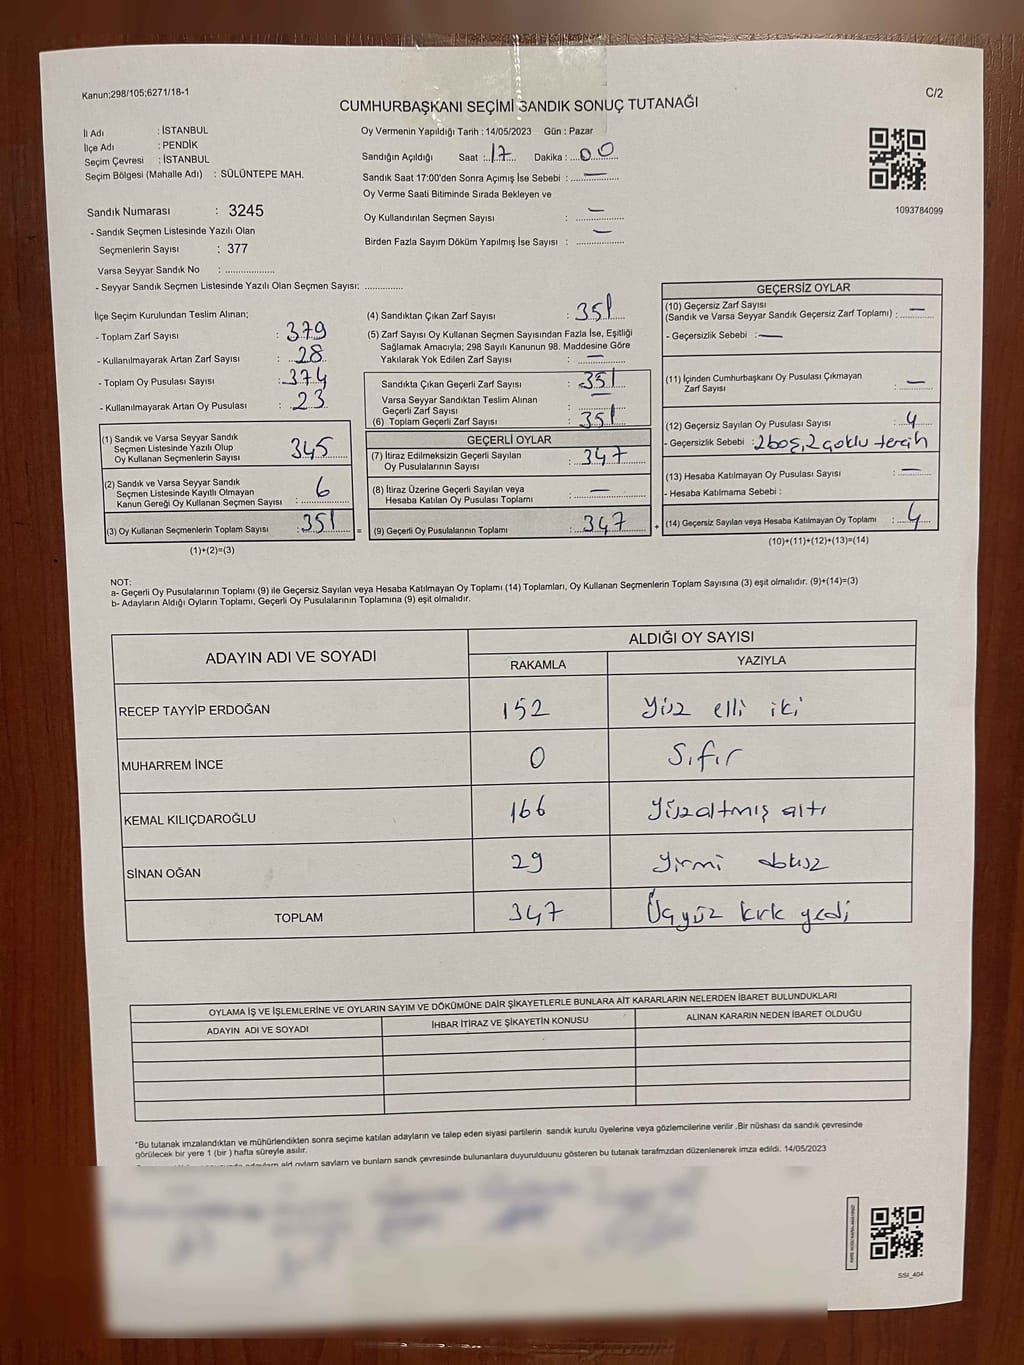 Kanun;298/105;6271/18-1
C/2
CUMHURBAŞKANI SEÇİMİ SANDIK SONUÇ TUTANAĞI
İl Adı : İSTANBUL
İlçe Adı : PENDİK
Seçim Çevresi : İSTANBUL
Seçim Bölgesi (Mahalle Adı) : SÜLÜNTEPE MAH.
Oy Vermenin Yapıldığı Tarih : 14/05/2023 Gün : Pazar
Sandığın Açıldığı Saat : 17 Dakika : 00
Sandık Saat 17:00'den Sonra Açımış İse Sebebi : —
Oy Verme Saati Bitiminde Sırada Bekleyen ve
Oy Kullandırılan Seçmen Sayısı : —
Birden Fazla Sayım Döküm Yapılmış İse Sayısı : —
1093784099
Sandık Numarası : 3245
- Sandık Seçmen Listesinde Yazılı Olan
Seçmenlerin Sayısı : 377
Varsa Seyyar Sandık No : ...................
- Seyyar Sandık Seçmen Listesinde Yazılı Olan Seçmen Sayısı: ...............
İlçe Seçim Kurulundan Teslim Alınan;
- Toplam Zarf Sayısı : 379
- Kullanılmayarak Artan Zarf Sayısı : 28
- Toplam Oy Pusulası Sayısı : 374
- Kullanılmayarak Artan Oy Pusulası : 23
(1) Sandık ve Varsa Seyyar Sandık
Seçmen Listesinde Yazılı Olup
Oy Kullanan Seçmenlerin Sayısı 345
(2) Sandık ve Varsa Seyyar Sandık
Seçmen Listesinde Kayıtlı Olmayan
Kanun Gereği Oy Kullanan Seçmen Sayısı : 6
(3) Oy Kullanan Seçmenlerin Toplam Sayısı : 351
(1)+(2)=(3)
(4) Sandıktan Çıkan Zarf Sayısı : 351
(5) Zarf Sayısı Oy Kullanan Seçmen Sayısından Fazla İse, Eşitliği
Sağlamak Amacıyla; 298 Sayılı Kanunun 98. Maddesine Göre
Yakılarak Yok Edilen Zarf Sayısı : —
Sandıkta Çıkan Geçerli Zarf Sayısı : 351
Varsa Seyyar Sandıktan Teslim Alınan
Geçerli Zarf Sayısı : —
(6) Toplam Geçerli Zarf Sayısı : 351
GEÇERLİ OYLAR
(7) İtiraz Edilmeksizin Geçerli Sayılan
Oy Pusulalarının Sayısı : 347
(8) İtiraz Üzerine Geçerli Sayılan veya
Hesaba Katılan Oy Pusulası Toplamı : —
= (9) Geçerli Oy Pusulalarının Toplamı : 347 +
GEÇERSİZ OYLAR
(10) Geçersiz Zarf Sayısı
(Sandık ve Varsa Seyyar Sandık Geçersiz Zarf Toplamı) : —
- Geçersizlik Sebebi : —
(11) İçinden Cumhurbaşkanı Oy Pusulası Çıkmayan
Zarf Sayısı : —
(12) Geçersiz Sayılan Oy Pusulası Sayısı : 4
- Geçersizlik Sebebi : 2 boş, 2 çoklu tercih
(13) Hesaba Katılmayan Oy Pusulası Sayısı : —
- Hesaba Katılmama Sebebi :
(14) Geçersiz Sayılan veya Hesaba Katılmayan Oy Toplamı : 4
(10)+(11)+(12)+(13)=(14)
NOT:
a- Geçerli Oy Pusulalarının Toplamı (9) ile Geçersiz Sayılan veya Hesaba Katılmayan Oy Toplamı (14) Toplamları, Oy Kullanan Seçmenlerin Toplam Sayısına (3) eşit olmalıdır. (9)+(14)=(3)
b- Adayların Aldığı Oyların Toplamı, Geçerli Oy Pusulalarının Toplamına (9) eşit olmalıdır.
ADAYIN ADI VE SOYADI ALDIĞI OY SAYISI
RAKAMLA YAZIYLA
RECEP TAYYİP ERDOĞAN 152 Yüz elli iki
MUHARREM İNCE 0 Sıfır
KEMAL KILIÇDAROĞLU 166 Yüzaltmış altı
SİNAN OĞAN 29 Yirmi dokuz
TOPLAM 347 Üçyüz kırk yedi
OYLAMA İŞ VE İŞLEMLERİNE VE OYLARIN SAYIM VE DÖKÜMÜNE DAİR ŞİKAYETLERLE BUNLARA AİT KARARLARIN NELERDEN İBARET BULUNDUKLARI
ADAYIN ADI VE SOYADI İHBAR İTİRAZ VE ŞİKAYETİN KONUSU ALINAN KARARIN NEDEN İBARET OLDUĞU
*Bu tutanak imzalandıktan ve mühürlendikten sonra seçime katılan adayların ve talep eden siyasi partilerin sandık kurulu üyelerine veya gözlemcilerine verilir .Bir nüshası da sandık çevresinde
görülecek bir yere 1 (bir ) hafta süreyle asılır.
sandk çevresinde bulunanlara duyurulduunu gösteren bu tutanak tarafmzdan düzenlenerek imza edildi. 14/05/2023
SSI_404